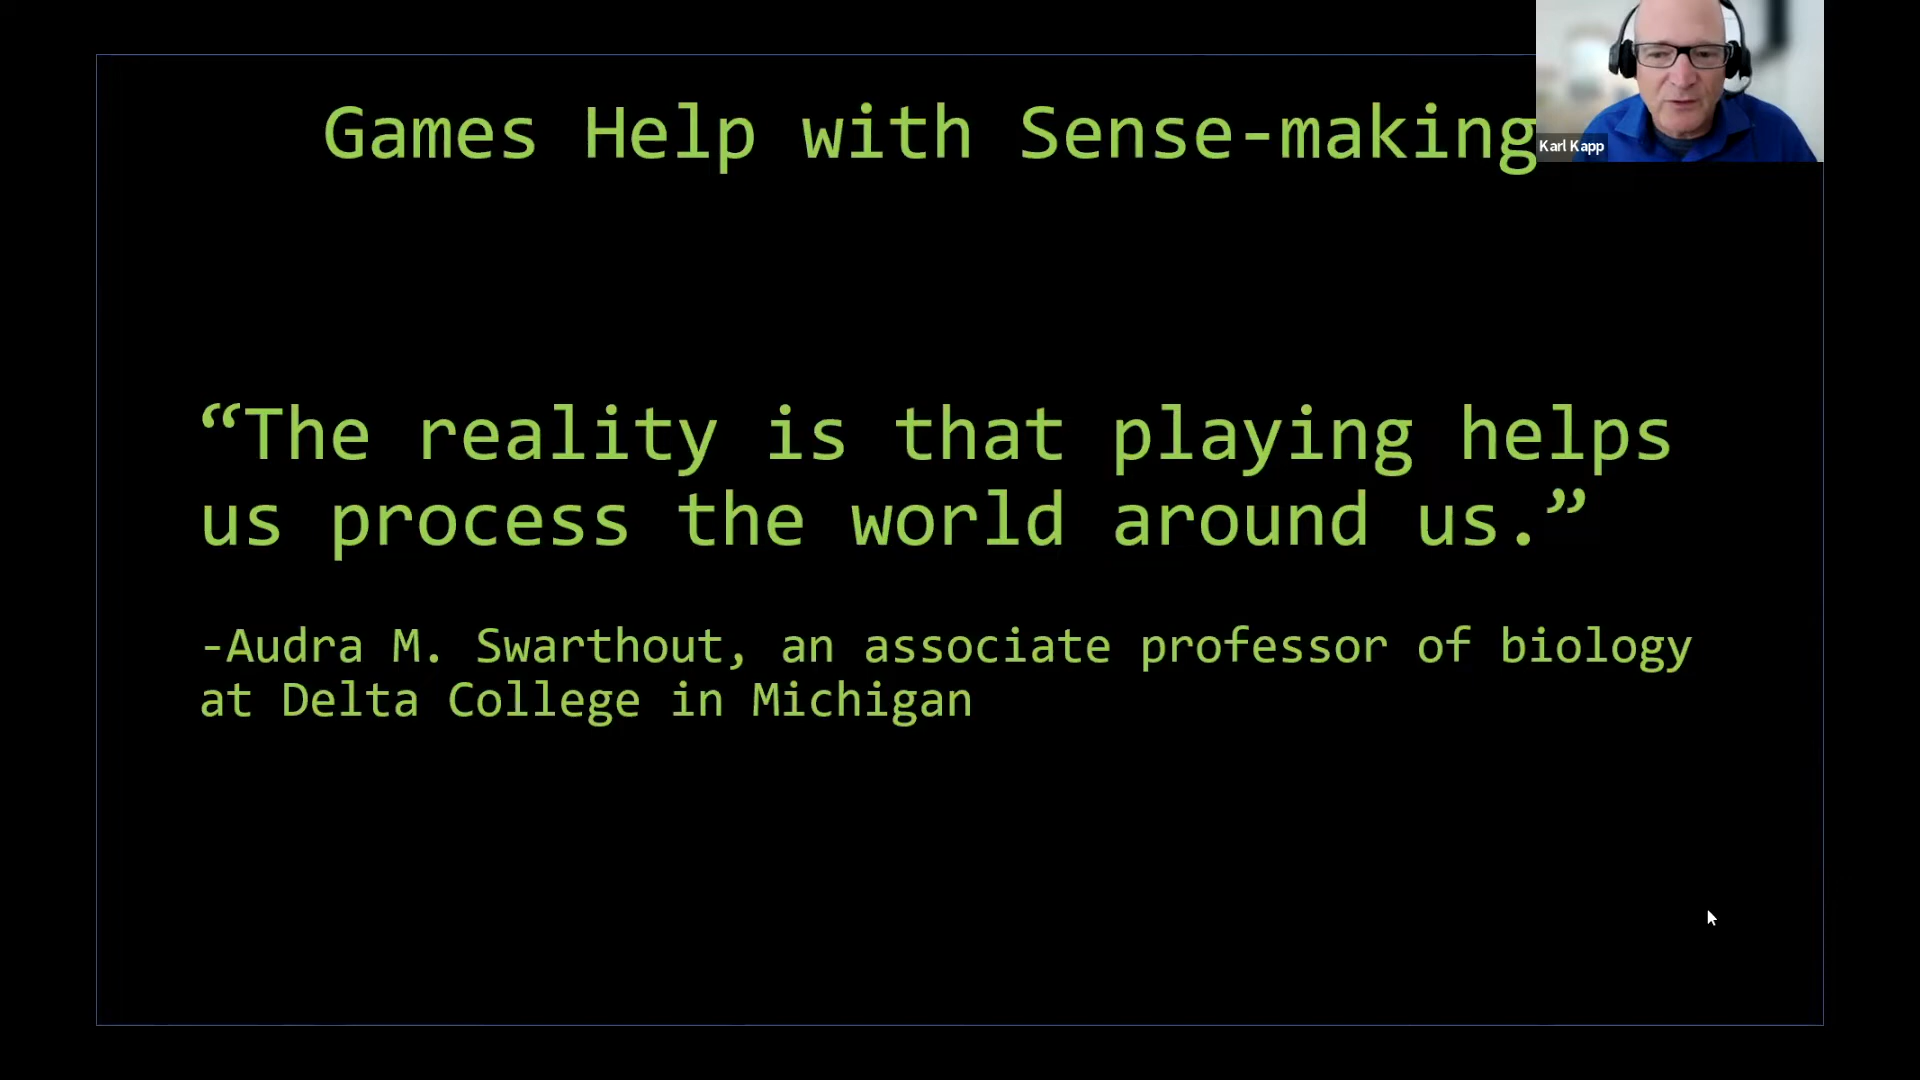 Games Help with Sense-making
Karl Kapp
“The reality is that playing helps
us process the world around us.”
-Audra M. Swarthout, an associate professor of biology
at Delta College in Michigan